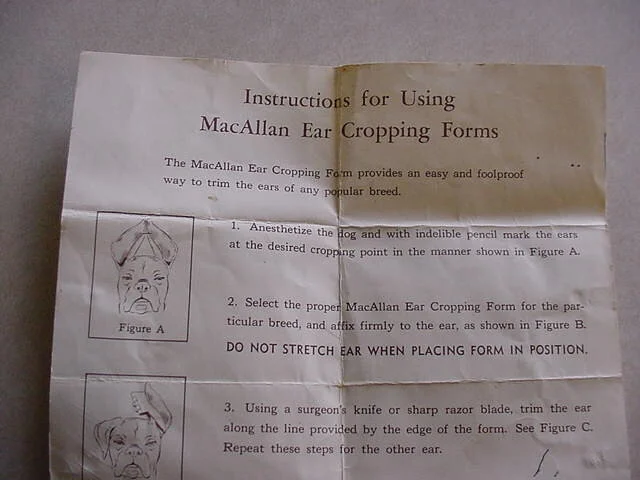 Instructions for Using
MacAllan Ear Cropping Forms
The MacAllan Ear Cropping Form provides an easy and foolproof
way to trim the ears of any popular breed.
1. Anesthetize the dog and with indelible pencil mark the ears
at the desired cropping point in the manner shown in Figure A.
Figure A
2. Select the proper MacAllan Ear Cropping Form for the par-
ticular breed, and affix firmly to the ear, as shown in Figure B.
DO NOT STRETCH EAR WHEN PLACING FORM IN POSITION.
3. Using a surgeon's knife or sharp razor blade, trim the ear
along the line provided by the edge of the form. See Figure C.
Repeat these steps for the other ear.